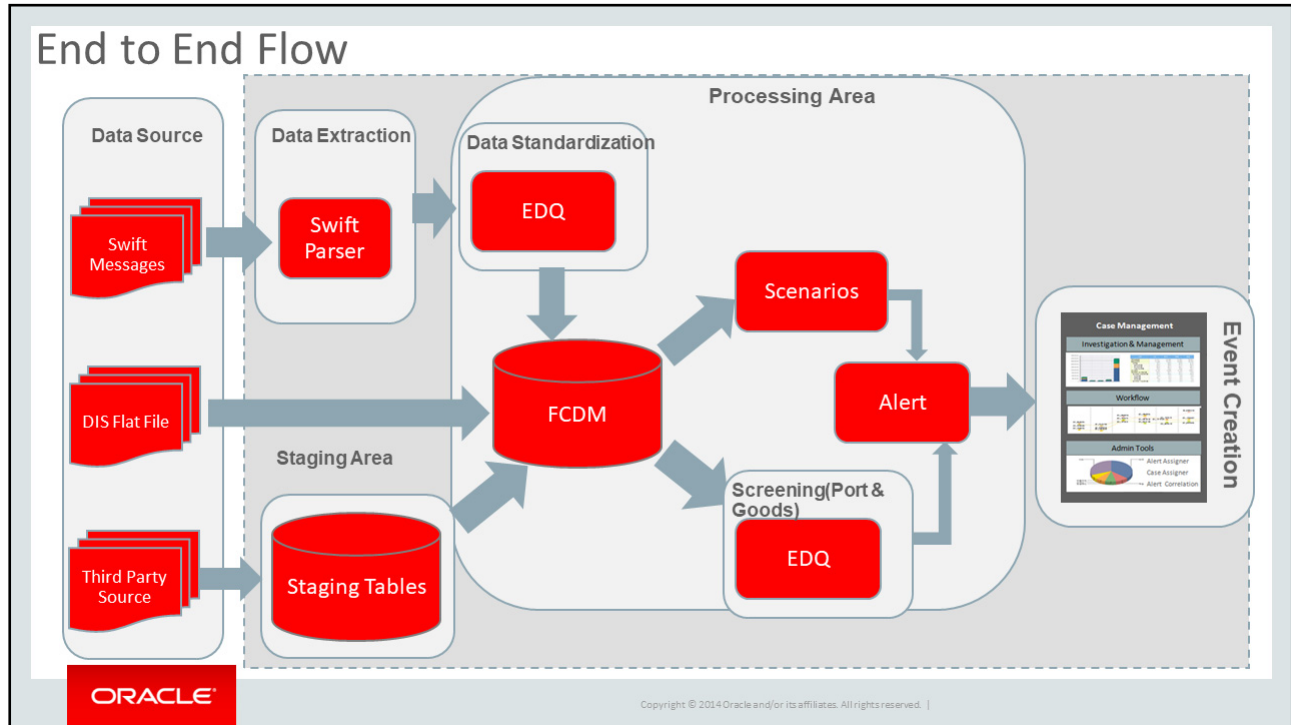 End to End Flow
Processing Area
Data Source
Data Extraction
Data Standardization
EDQ
Swift
Messages
Swift
Parser
Scenarios
DIS Flat File
FCDM
Alert
Staging Area
Screening(Port &
Goods)
EDQ
Third Party
Source
Staging Tables
Case Management
Investigation & Management
Workflow
Admin Tools
Alert Assigner
Case Assigner
Alert Correlation
Event Creation
ORACLE®
Copyright © 2014 Oracle and/or its affiliates. All rights reserved. |